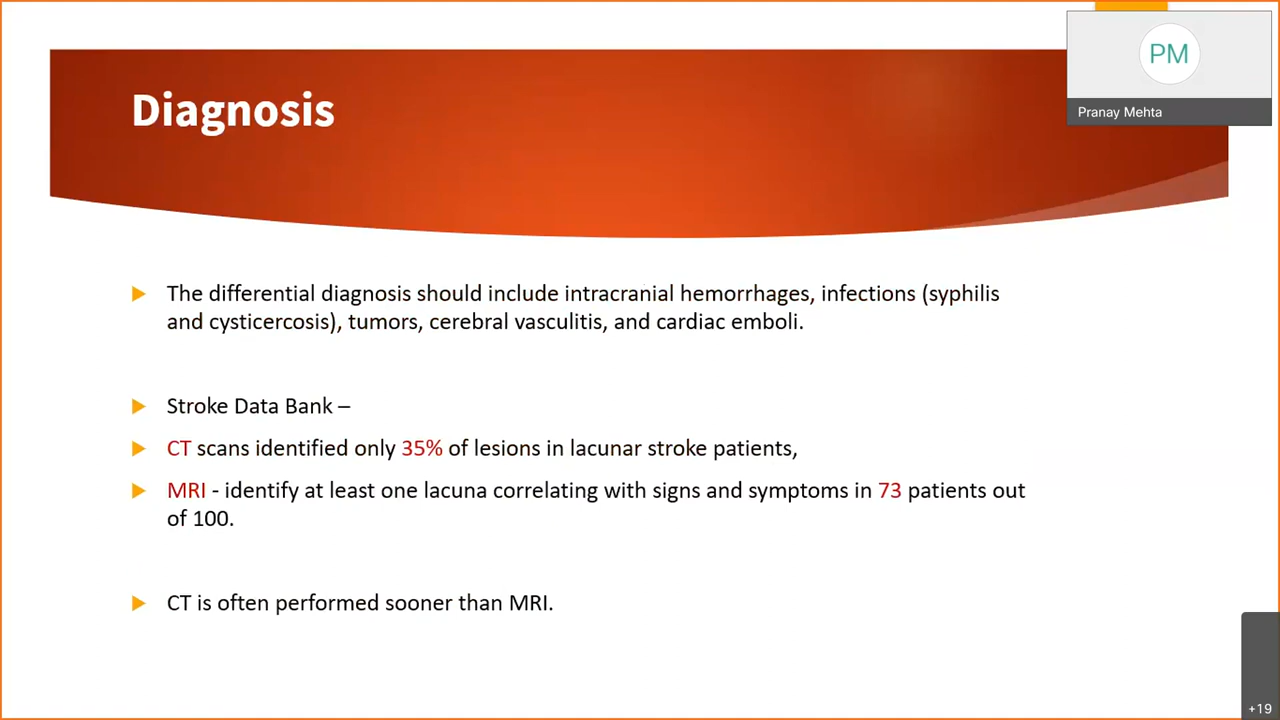 Diagnosis
PM
Pranay Mehta
The differential diagnosis should include intracranial hemorrhages, infections (syphilis
and cysticercosis), tumors, cerebral vasculitis, and cardiac emboli.
Stroke Data Bank –
CT scans identified only 35% of lesions in lacunar stroke patients,
MRI - identify at least one lacuna correlating with signs and symptoms in 73 patients out
of 100.
CT is often performed sooner than MRI.
+19